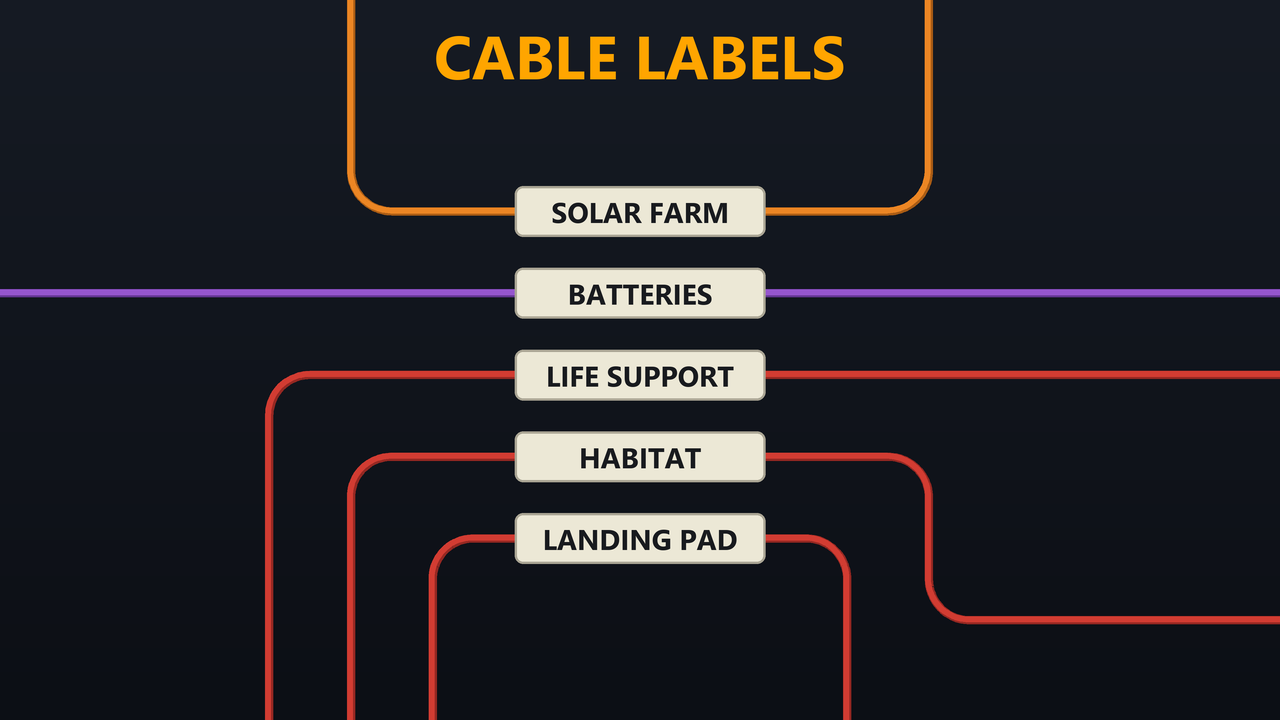 CABLE LABELS
SOLAR FARM
BATTERIES
LIFE SUPPORT
HABITAT
LANDING PAD